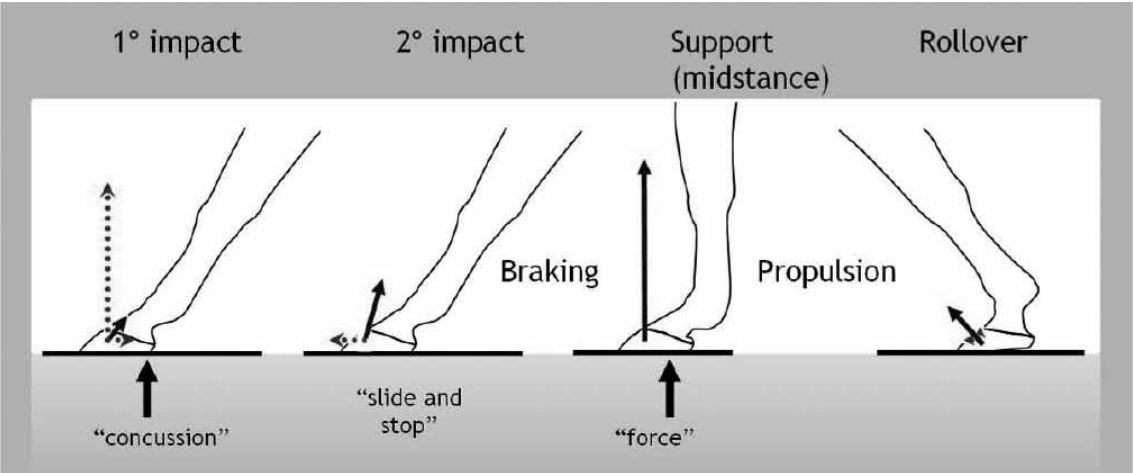 1° impact
2° impact
Support
(midstance)
Rollover
Braking
Propulsion
“concussion”
“slide and
stop”
“force”